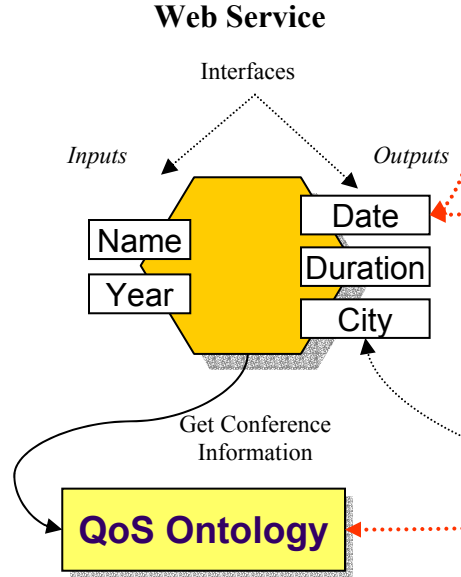 Web Service
Interfaces
Inputs
Outputs
Name
Year
Date
Duration
City
Get Conference
Information
QoS Ontology